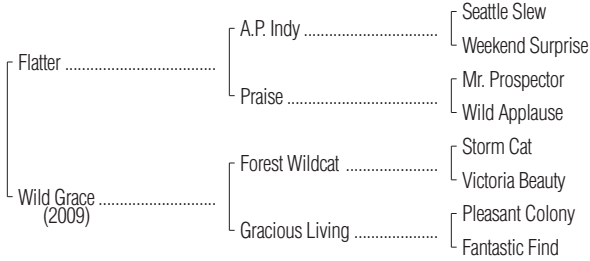 Seattle Slew
A.P. Indy
Weekend Surprise
Flatter
Mr. Prospector
Praise
Wild Applause
Storm Cat
Forest Wildcat
Victoria Beauty
Wild Grace
(2009)
Pleasant Colony
Gracious Living
Fantastic Find